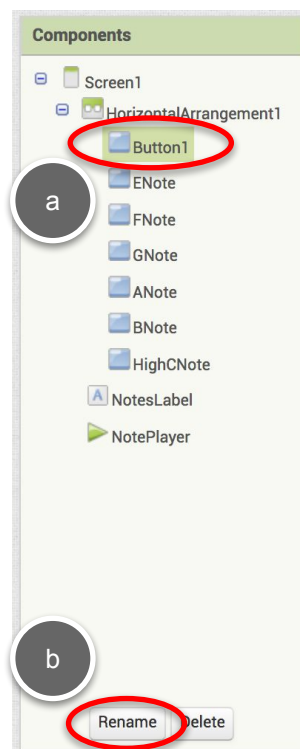 Components
Screen1
HorizontalArrangement1
Button1
a
ENote
FNote
GNote
ANote
BNote
HighCNote
A NotesLabel
NotePlayer
b
Rename Delete